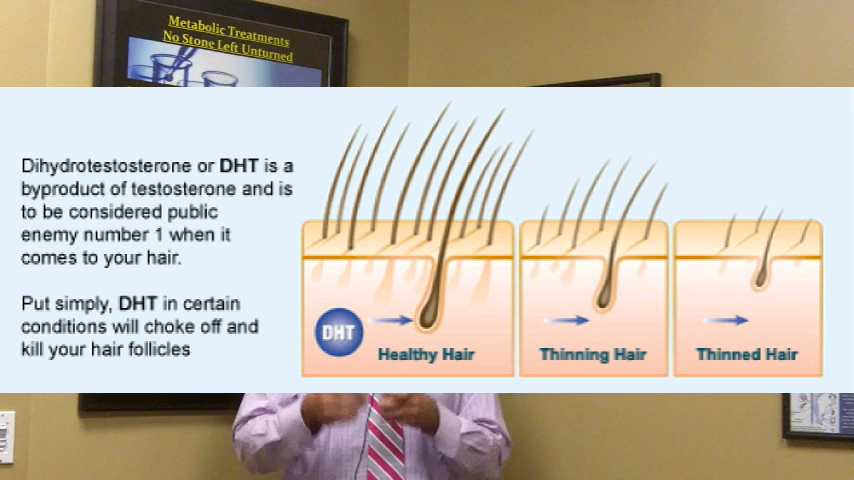 Metabolic Treatments
No Stone Left Unturned
Dihydrotestosterone or DHT is a
byproduct of testosterone and is
to be considered public
enemy number 1 when it
comes to your hair.
Put simply, DHT in certain
conditions will choke off and
kill your hair follicles
DHT
Healthy Hair
Thinning Hair
Thinned Hair